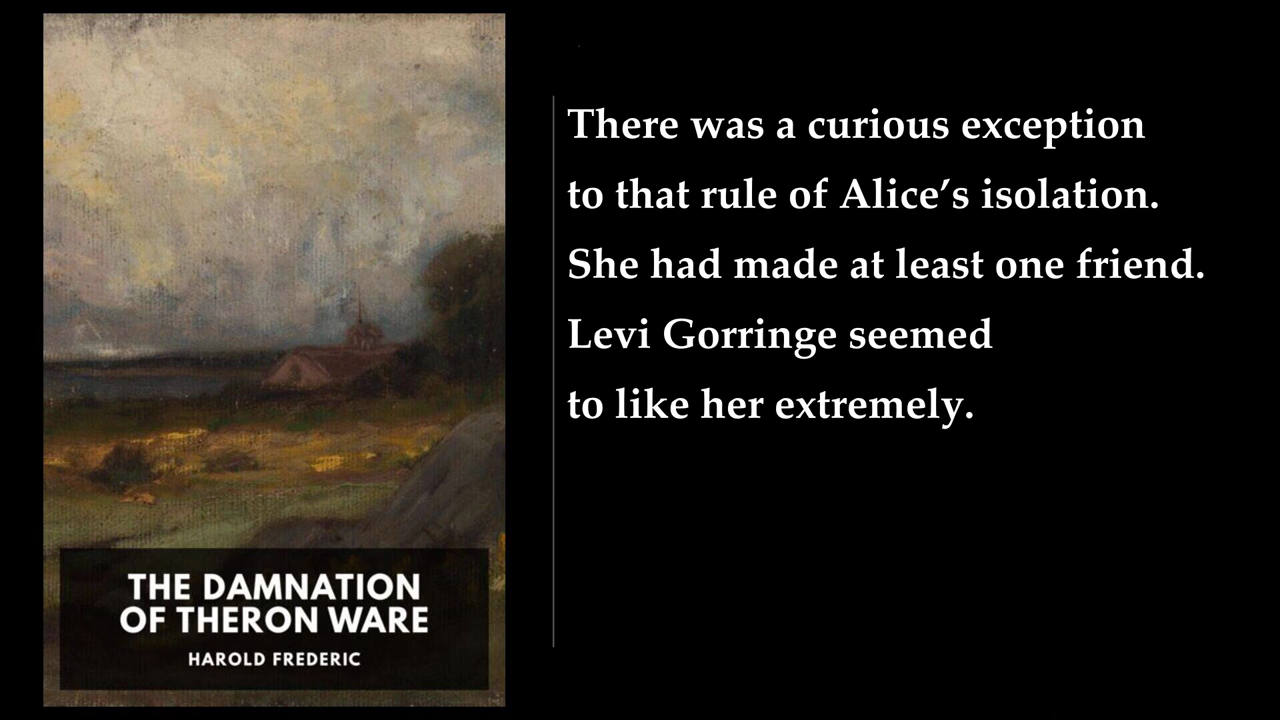 There was a curious exception
to that rule of Alice’s isolation.
She had made at least one friend.
Levi Gorringe seemed
to like her extremely.
THE DAMNATION
OF THERON WARE
HAROLD FREDERIC